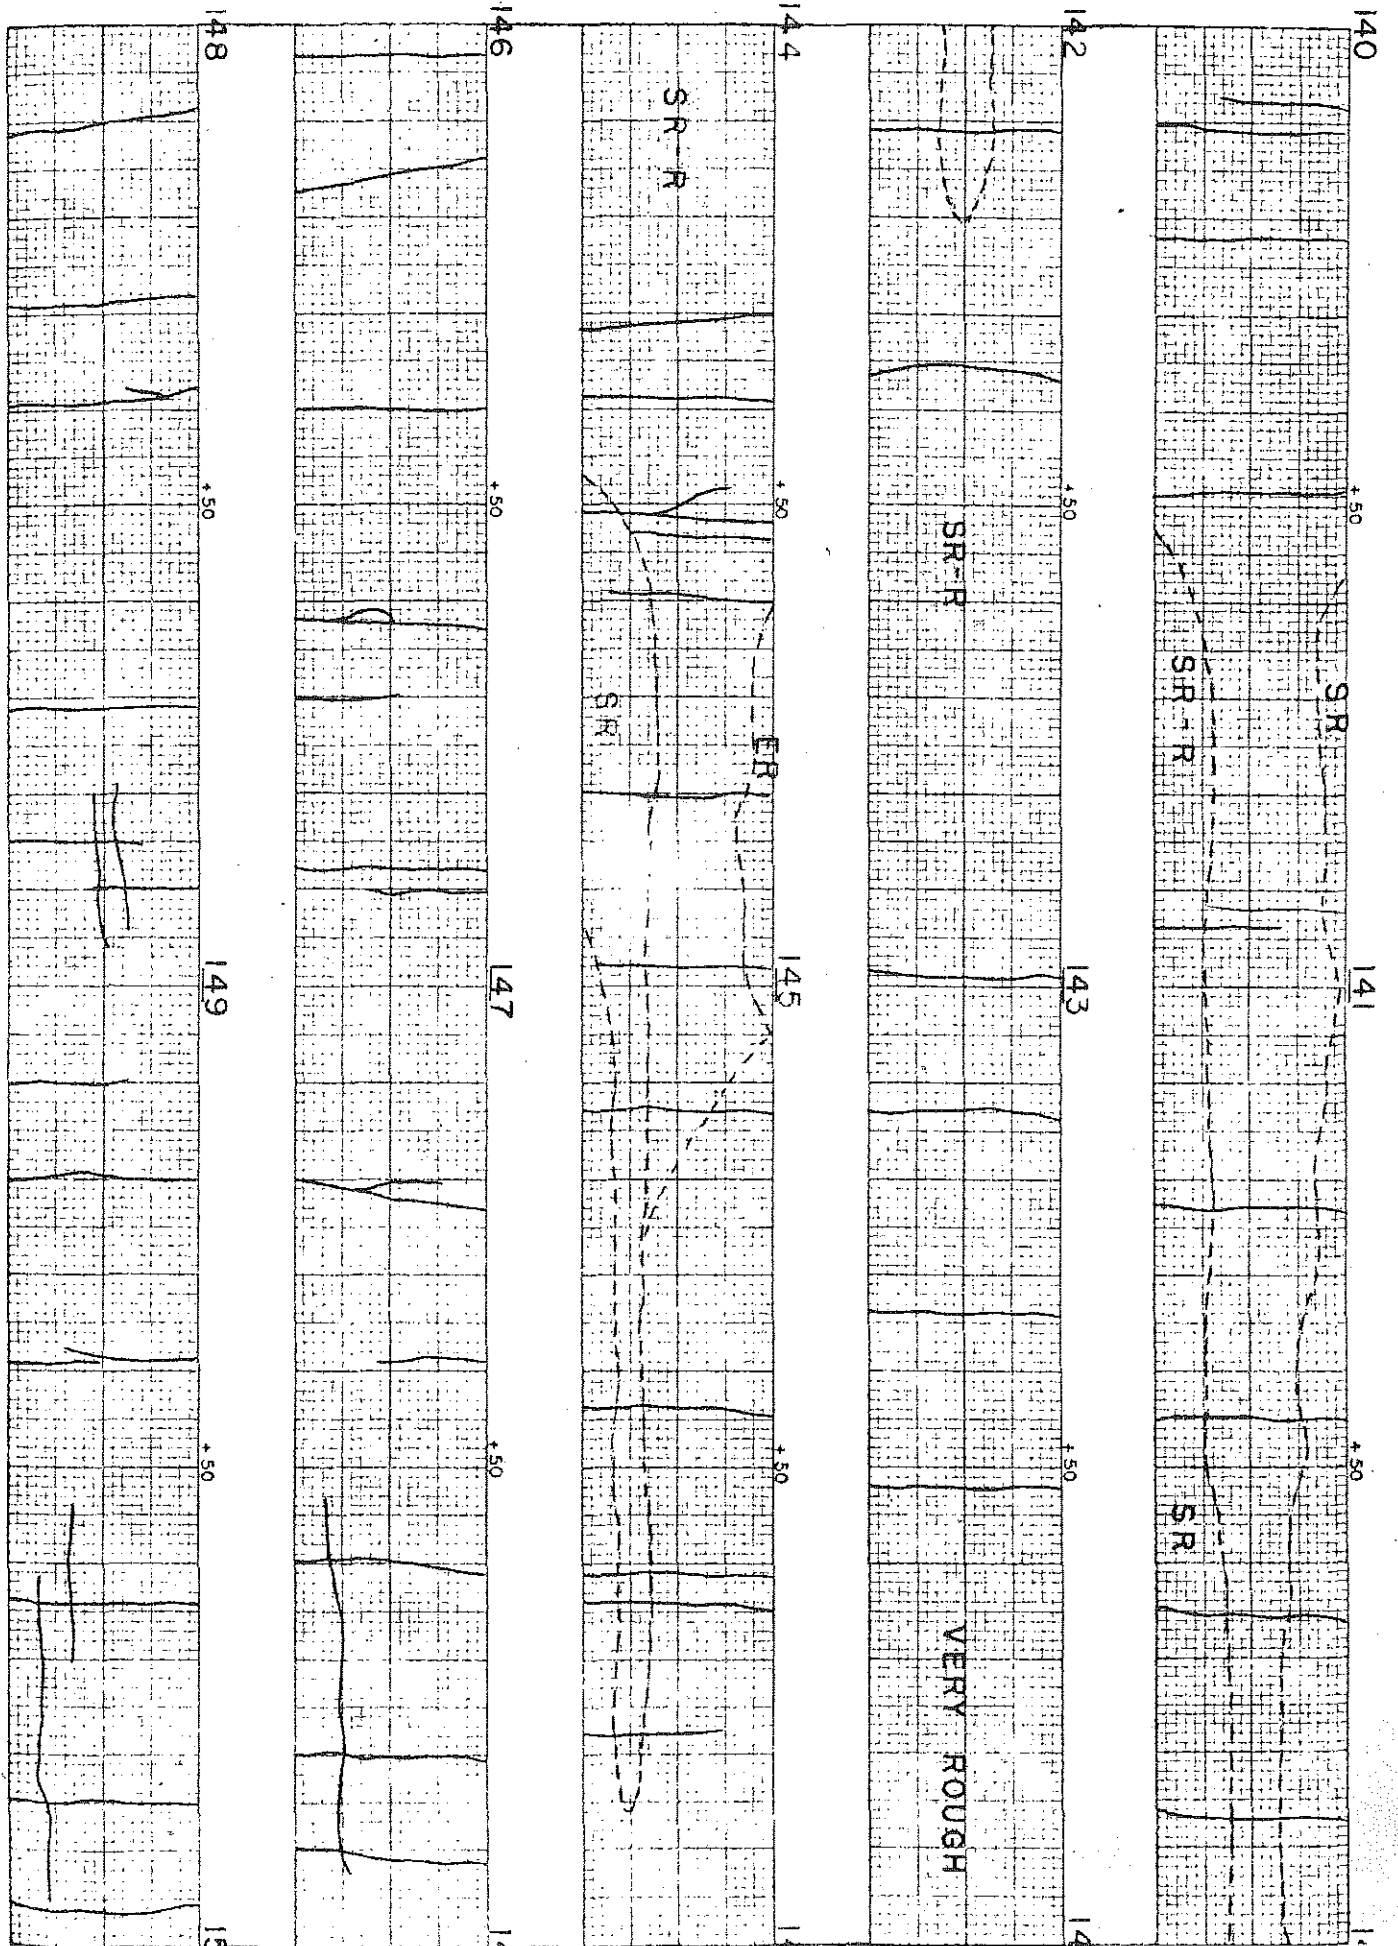 140 +50 141 +50
SR
SR-R SR
142 +50 143 +50
SR-R VERY ROUGH
144 +50 145 +50
ER
SR-R
SR
146 +50 147 +50
148 +50 149 +50